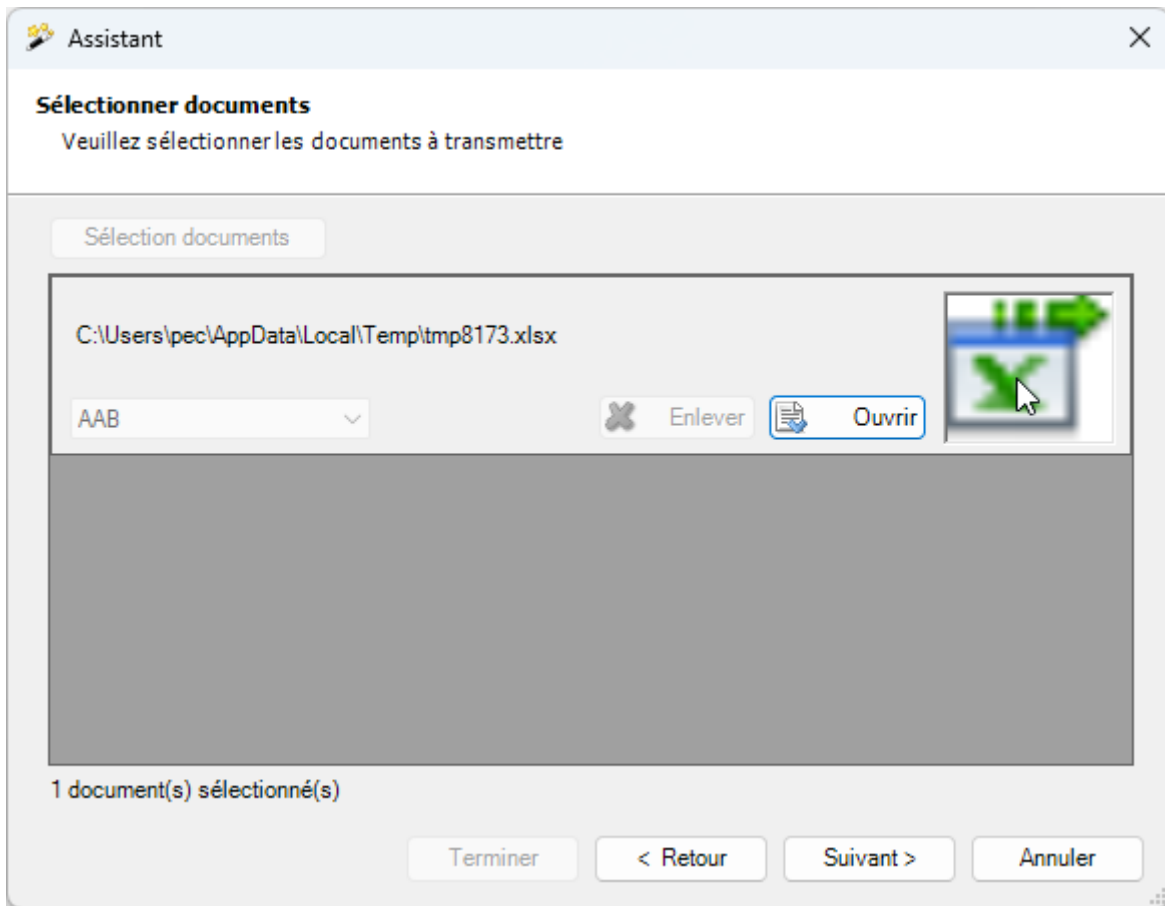 Assistant
Sélectionner documents
Veuillez sélectionner les documents à transmettre
Sélection documents
C:\Users\pec\AppData\Local\Temp\tmp8173.xlsx
AAB
Enlever
Ouvrir
1 document(s) sélectionné(s)
Terminer
< Retour
Suivant >
Annuler